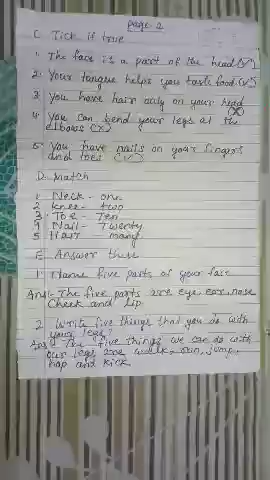 page 2
C. Tick if true
1. The face is a part of the head (✓)
2. Your tongue helps you taste food (✓)
3. You have hair only on your head (x)
4. You can bend your legs at the
elbows (x)
5. You have nails on your fingers
and toes (✓)
D. Match
1. Neck - one
2. Knee - two
3. Toe - Ten
4. Nail - Twenty
5. Hair - many
E. Answer these
1. Name five parts of your face
Ans:- The five parts are eye, ear, nose
Cheek and Lip
2. Write five things that you do with
your legs?
Ans: The five things we can do with
our legs are walk, run, jump,
hop and kick